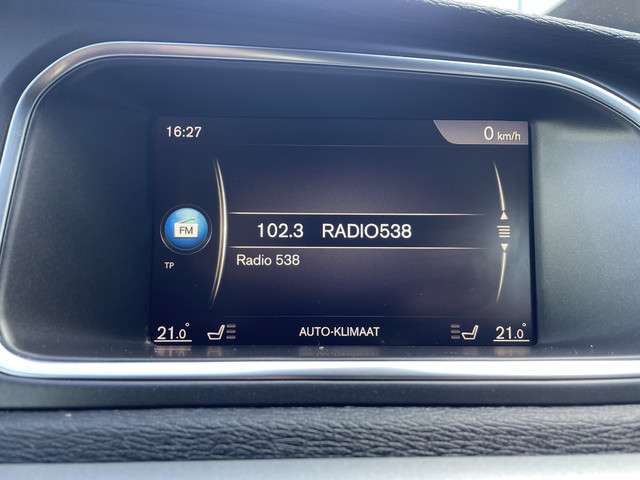 16:27
0 km/h
FM
102.3 RADIO538
TP
Radio 538
21.0° AUTO-KLIMAAT 21.0°